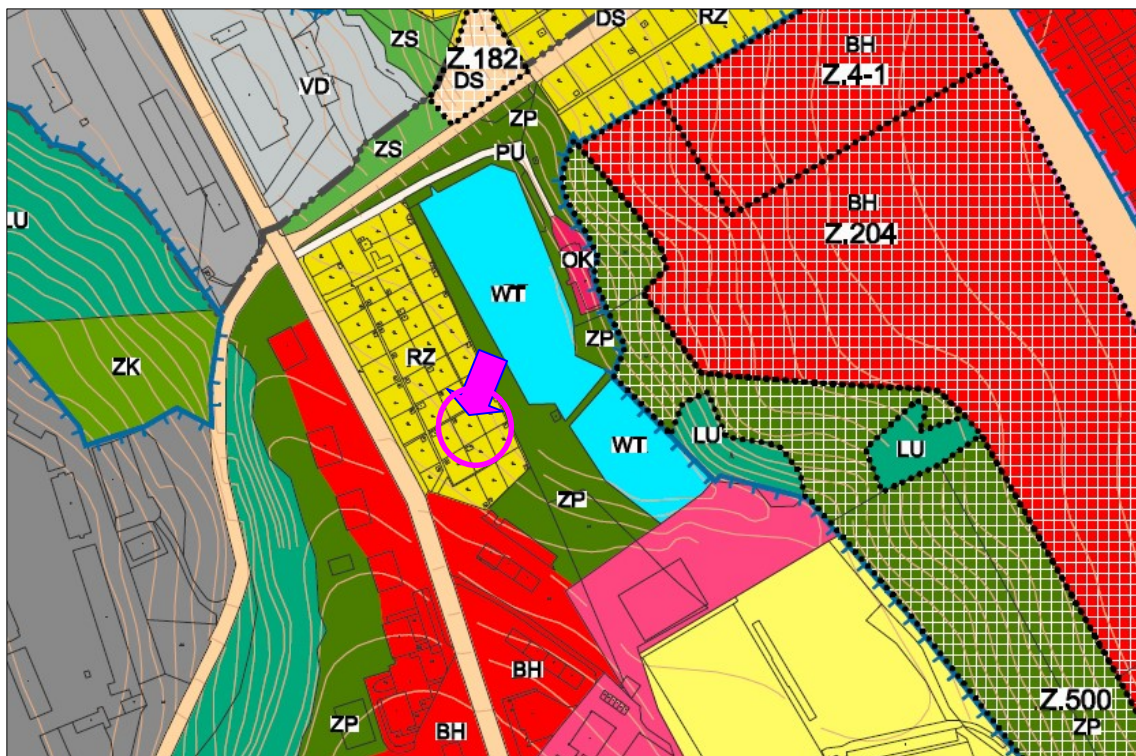 DS
RZ
ZS
BH
Z.182
Z.4-1
DS
VD
ZP
ZS
PU
BH
LU
Z.204
OK
WT
ZP
RZ
ZK
LU
LU
WT
ZP
BH
Z.500
ZP
ZP
BH